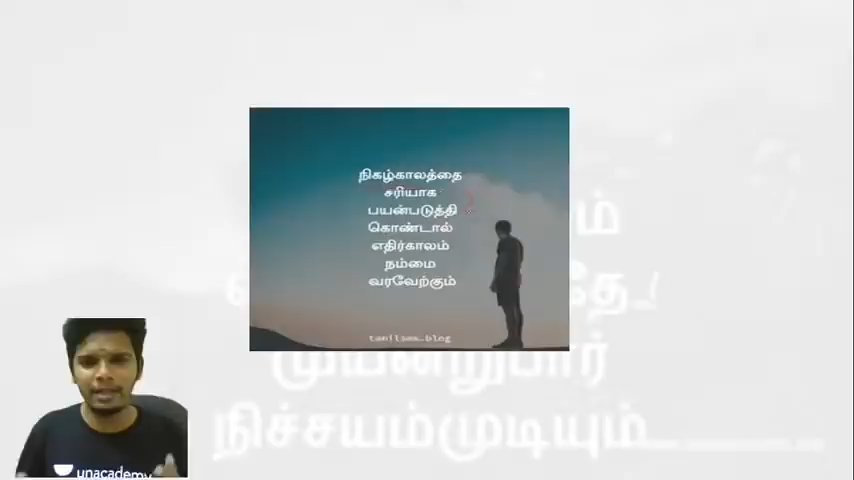 நிகழ்காலத்தை
சரியாக
பயன்படுத்தி
கொண்டால்
எதிர்காலம்
நம்மை
வரவேற்கும்
முயன்றுபார்
நிச்சயம்முடியும்
unacademy